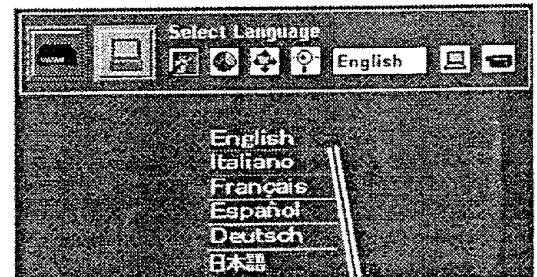 Select Language
English
English
Italiano
Français
Español
Deutsch
日本語